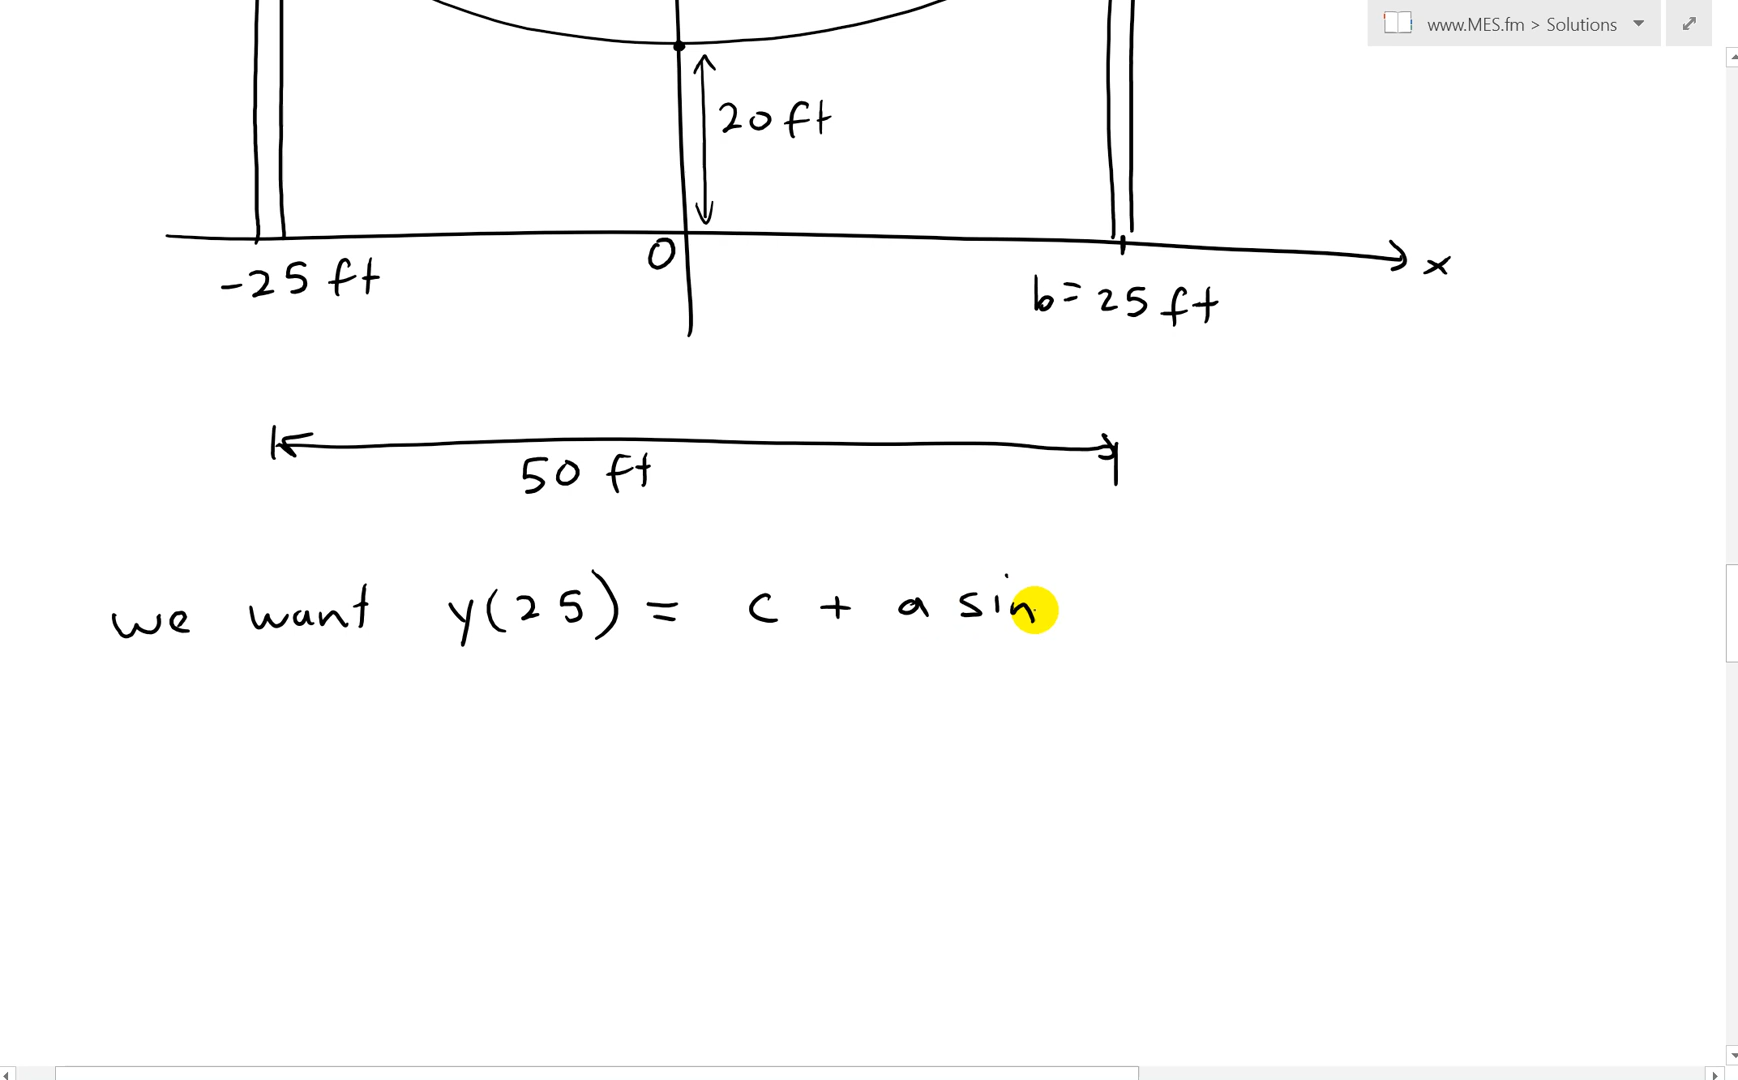 www.MES.fm > Solutions
20 ft
0
x
-25 ft
b = 25 ft
50 ft
we want y(25) = c + a sin